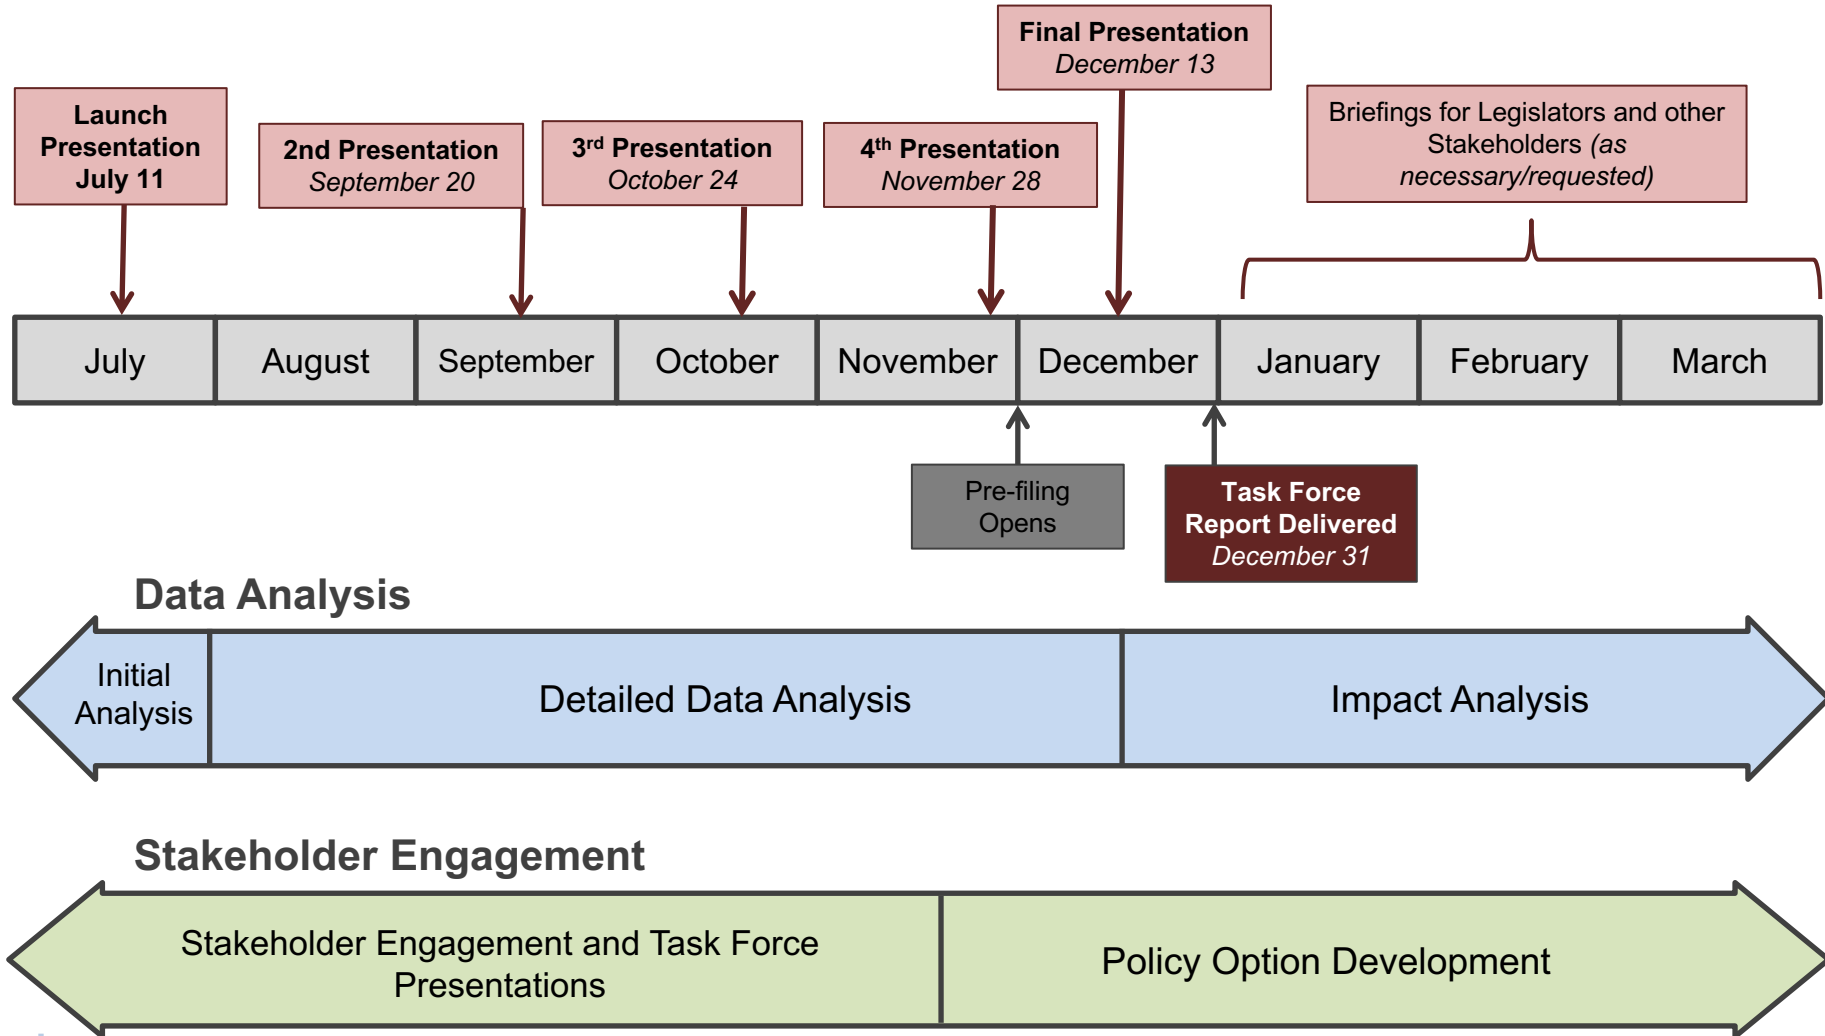 Final Presentation
December 13
Launch
Presentation
July 11
2nd Presentation
September 20
3rd Presentation
October 24
4th Presentation
November 28
Briefings for Legislators and other
Stakeholders (as
necessary/requested)
July
August
September
October
November
December
January
February
March
Pre-filing
Opens
Task Force
Report Delivered
December 31
Data Analysis
Initial
Analysis
Detailed Data Analysis
Impact Analysis
Stakeholder Engagement
Stakeholder Engagement and Task Force
Presentations
Policy Option Development